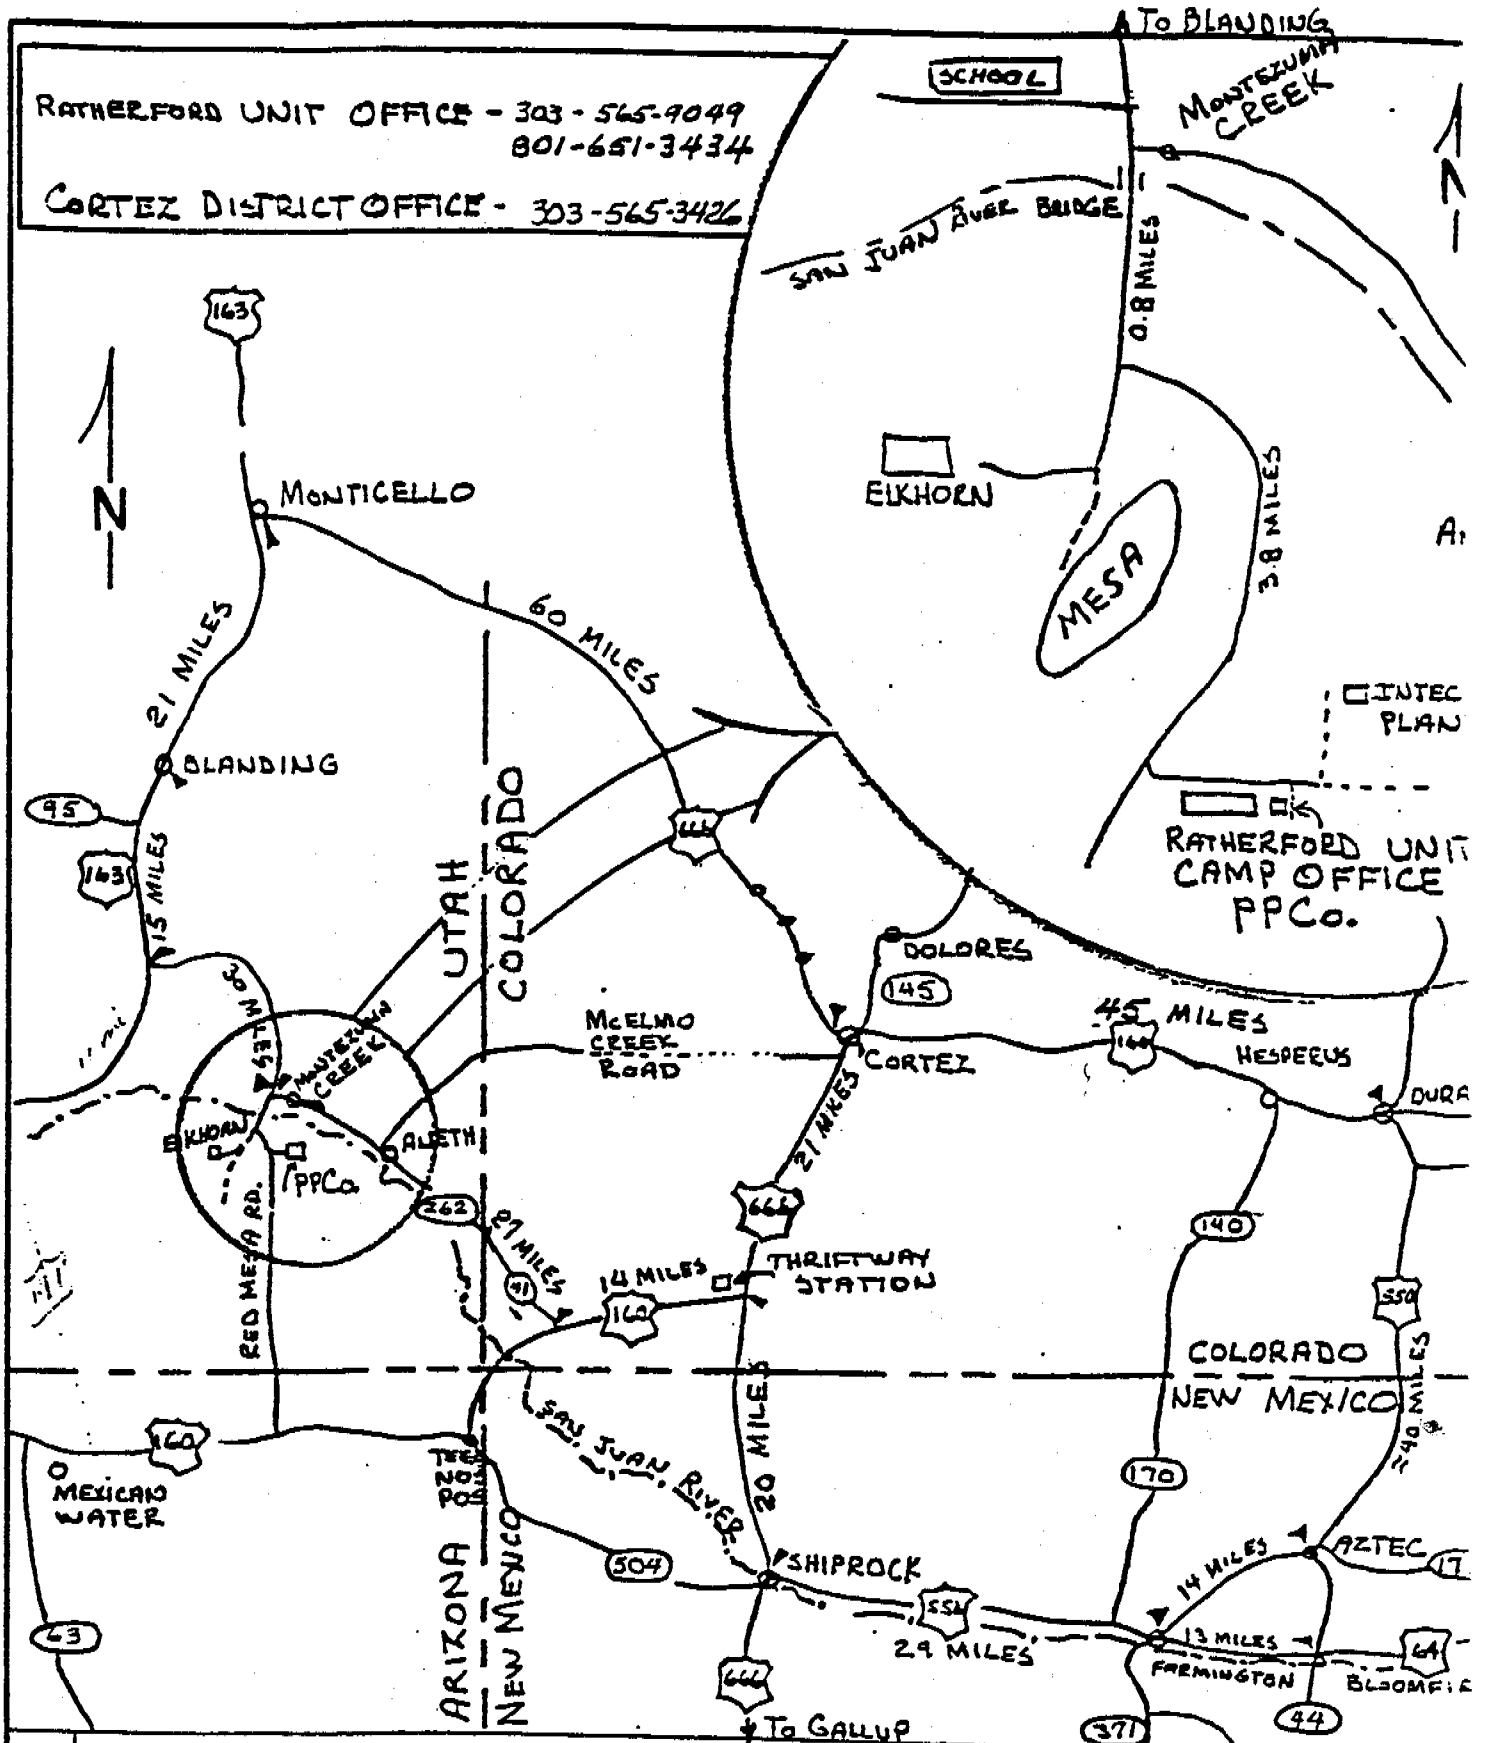 TO BLANDING
RATHERFORD UNIT OFFICE - 303-565-9049
801-651-3434
CORTEZ DISTRICT OFFICE - 303-565-3426
SCHOOL
MONTEZUMA
CREEK
N
SAN JUAN RIVER BRIDGE
0.8 MILES
ELKHORN
MESA
3.8 MILES
INTEC
PLAN
RATHERFORD UNIT
CAMP OFFICE
PPCO.
163
N
MONTICELLO
60 MILES
21 MILES
BLANDING
95
163
15 MILES
UTAH
COLORADO
666
30 MILES
DOLORES
145
MCELMO
CREEK
ROAD
CORTEZ
45 MILES
160
HESPERUS
DURA
MONTEZUMA
CREEK
ELKHORN
PPCo.
ANETH
262
27 MILES
41
21 MILES
666
140
RED MESA RD.
14 MILES
160
THRIFTWAY
STATION
550
COLORADO
NEW MEXICO
≈40 MILES
160
MEXICAN
WATER
TEE
NOS
POS
SAN JUAN RIVER
20 MILES
170
ARIZONA
NEW MEXICO
504
SHIPROCK
550
29 MILES
14 MILES
AZTEC
17
63
13 MILES
FARMINGTON
64
BLOOMFIE
666
TO GALLUP
371
44